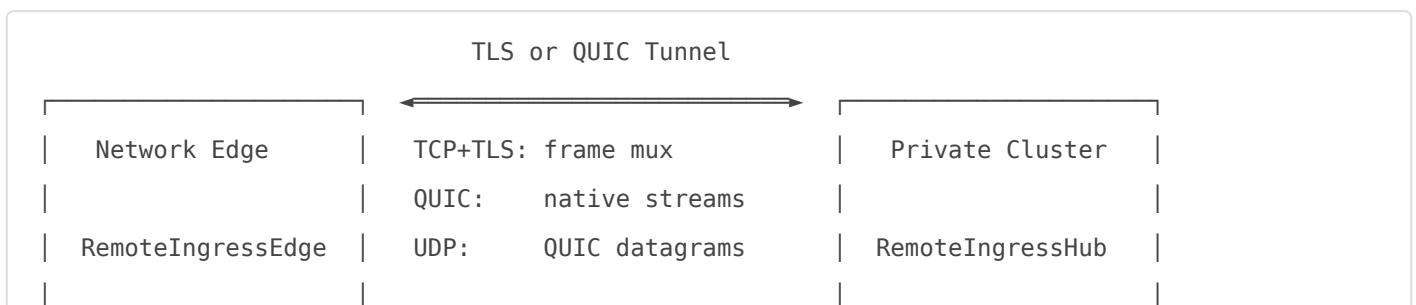 TLS or QUIC Tunnel
┌─────────────────────┐  ◄══════════════════════════►  ┌─────────────────────┐
│   Network Edge      │   TCP+TLS: frame mux           │   Private Cluster   │
│                     │   QUIC:    native streams      │                     │
│  RemoteIngressEdge  │   UDP:     QUIC datagrams      │  RemoteIngressHub   │
│                     │                                │                     │